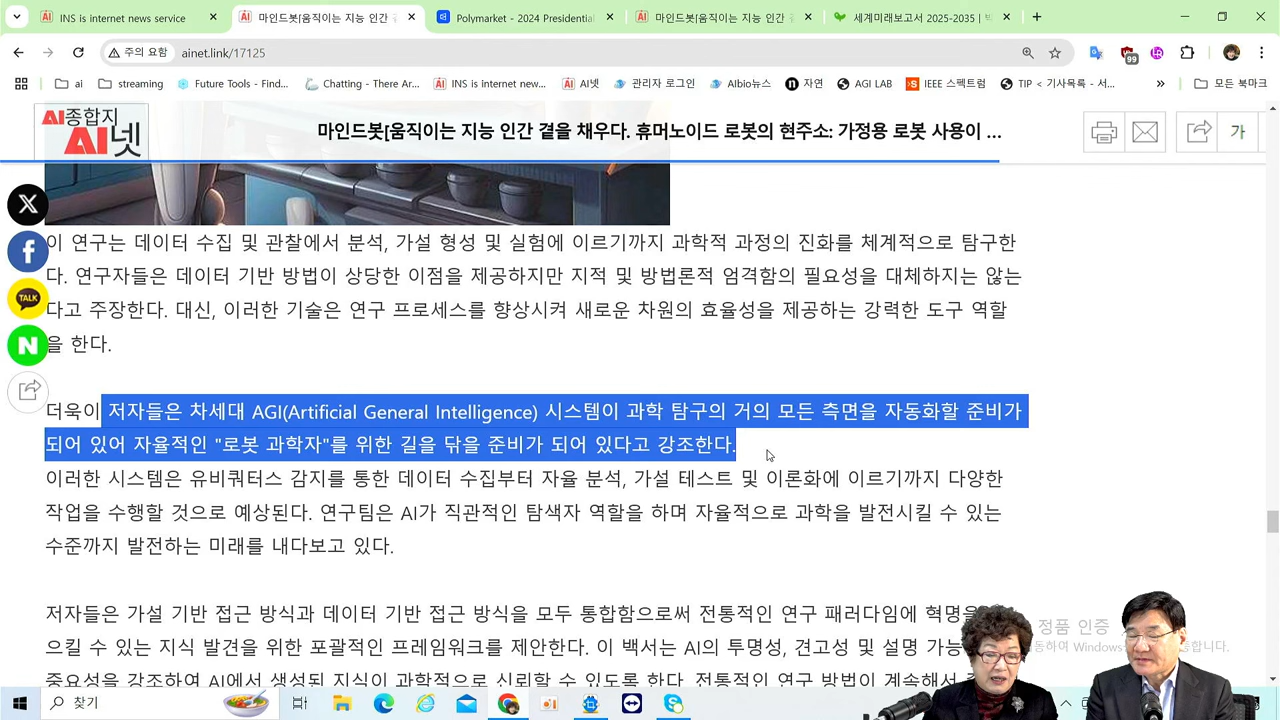 INS is internet news service
마인드봇[움직이는 지능 인간 곁
Polymarket - 2024 Presidential
마인드봇[움직이는 지능 인간 곁
세계미래보고서 2025-2035 |
주의 요함
ainet.link/17125
99
ai
streaming
Future Tools - Find...
Chatting - There Ar...
INS is internet new...
AI넷
관리자 로그인
AIbio뉴스
자연
AGI LAB
IEEE 스펙트럼
TIP < 기사목록 - 서...
모든 북마크
AI종합지
AI넷
마인드봇[움직이는 지능 인간 곁을 채우다. 휴머노이드 로봇의 현주소: 가정용 로봇 사용이 ...
가
TALK
N
이 연구는 데이터 수집 및 관찰에서 분석, 가설 형성 및 실험에 이르기까지 과학적 과정의 진화를 체계적으로 탐구한
다. 연구자들은 데이터 기반 방법이 상당한 이점을 제공하지만 지적 및 방법론적 엄격함의 필요성을 대체하지는 않는
다고 주장한다. 대신, 이러한 기술은 연구 프로세스를 향상시켜 새로운 차원의 효율성을 제공하는 강력한 도구 역할
을 한다.
더욱이 저자들은 차세대 AGI(Artificial General Intelligence) 시스템이 과학 탐구의 거의 모든 측면을 자동화할 준비가
되어 있어 자율적인 "로봇 과학자"를 위한 길을 닦을 준비가 되어 있다고 강조한다.
이러한 시스템은 유비쿼터스 감지를 통한 데이터 수집부터 자율 분석, 가설 테스트 및 이론화에 이르기까지 다양한
작업을 수행할 것으로 예상된다. 연구팀은 AI가 직관적인 탐색자 역할을 하며 자율적으로 과학을 발전시킬 수 있는
수준까지 발전하는 미래를 내다보고 있다.
저자들은 가설 기반 접근 방식과 데이터 기반 접근 방식을 모두 통합함으로써 전통적인 연구 패러다임에 혁명을
으킬 수 있는 지식 발견을 위한 포괄적인 프레임워크를 제안한다. 이 백서는 AI의 투명성, 견고성 및 설명 가능
중요성을 강조하여 AI에서 생성된 지식이 과학적으로 신뢰할 수 있도록 한다. 전통적인 연구 방법이 계속해서
정품 인증
Windows
합니다.
찾기